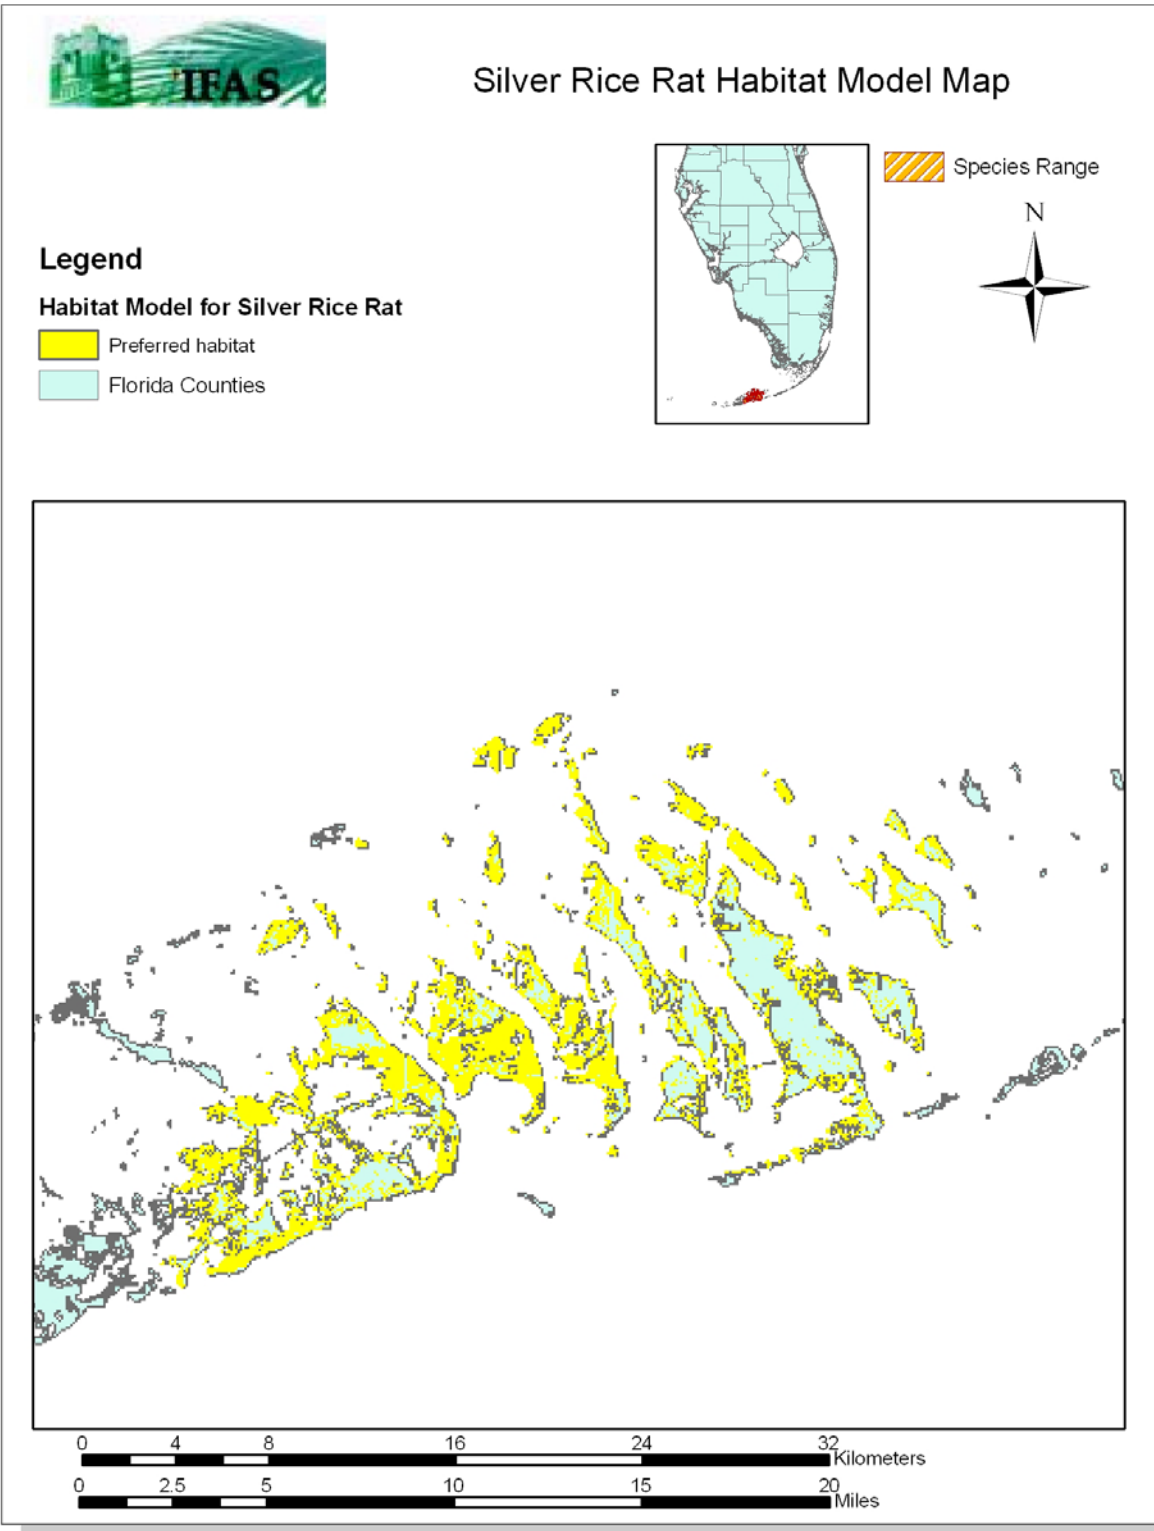 IFAS
Silver Rice Rat Habitat Model Map
Species Range
N
Legend
Habitat Model for Silver Rice Rat
Preferred habitat
Florida Counties
0 4 8 16 24 32
Kilometers
0 2.5 5 10 15 20
Miles